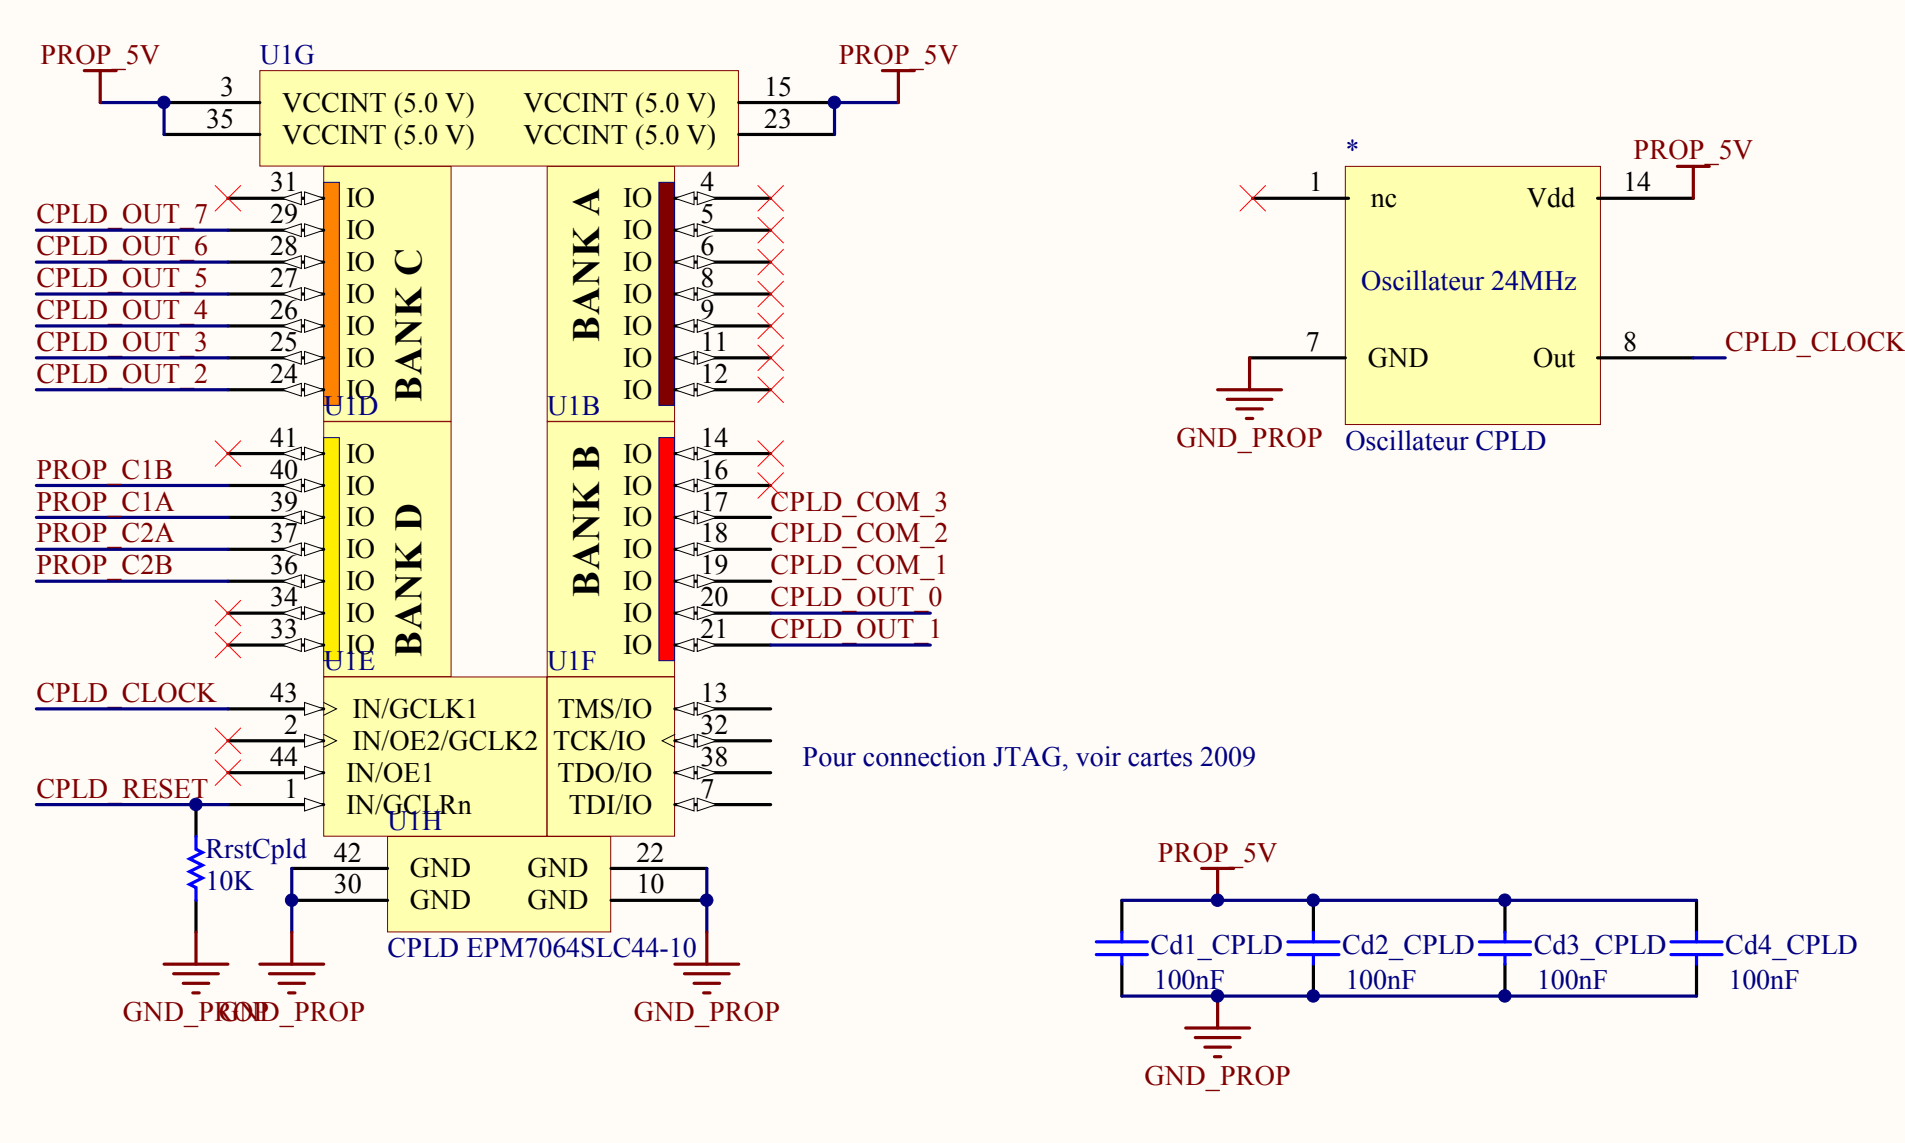 PROP_5V
U1G
PROP_5V
3
VCCINT (5.0 V)
VCCINT (5.0 V)
15
35
VCCINT (5.0 V)
VCCINT (5.0 V)
23
31
IO
CPLD_OUT_7
29
IO
CPLD_OUT_6
28
IO
CPLD_OUT_5
27
IO
CPLD_OUT_4
26
IO
CPLD_OUT_3
25
IO
CPLD_OUT_2
24
IO
BANK C
U1D
BANK A
IO
4
IO
5
IO
6
IO
8
IO
9
IO
11
IO
12
U1B
41
IO
PROP_C1B
40
IO
PROP_C1A
39
IO
PROP_C2A
37
IO
PROP_C2B
36
IO
34
IO
33
IO
BANK D
U1E
BANK B
IO
14
IO
16
IO
17
CPLD_COM_3
IO
18
CPLD_COM_2
IO
19
CPLD_COM_1
IO
20
CPLD_OUT_0
IO
21
CPLD_OUT_1
U1F
CPLD_CLOCK
43
IN/GCLK1
2
IN/OE2/GCLK2
44
IN/OE1
CPLD_RESET
1
IN/GCLRn
TMS/IO
13
TCK/IO
32
TDO/IO
38
TDI/IO
7
Pour connection JTAG, voir cartes 2009
U1H
RrstCpld
10K
42
GND
GND
22
30
GND
GND
10
CPLD EPM7064SLC44-10
GND_PROP
GND_PROP
GND_PROP
*
PROP_5V
1
nc
Vdd
14
Oscillateur 24MHz
7
GND
Out
8
CPLD_CLOCK
GND_PROP
Oscillateur CPLD
PROP_5V
Cd1_CPLD
100nF
Cd2_CPLD
100nF
Cd3_CPLD
100nF
Cd4_CPLD
100nF
GND_PROP